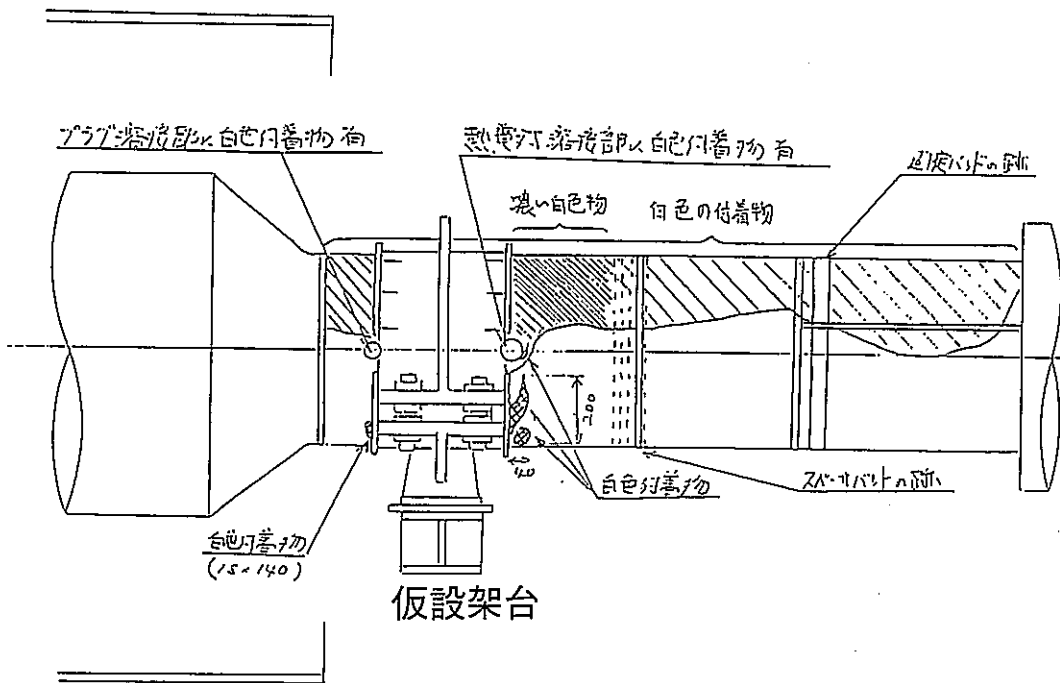 プラグ溶接部に白色付着物有
熱電対溶接部に白色付着物有
固定バンドの跡
濃い白色物
白色の付着物
200
40
白色付着物
スペーサバンドの跡
白色付着物
(15×140)
仮設架台